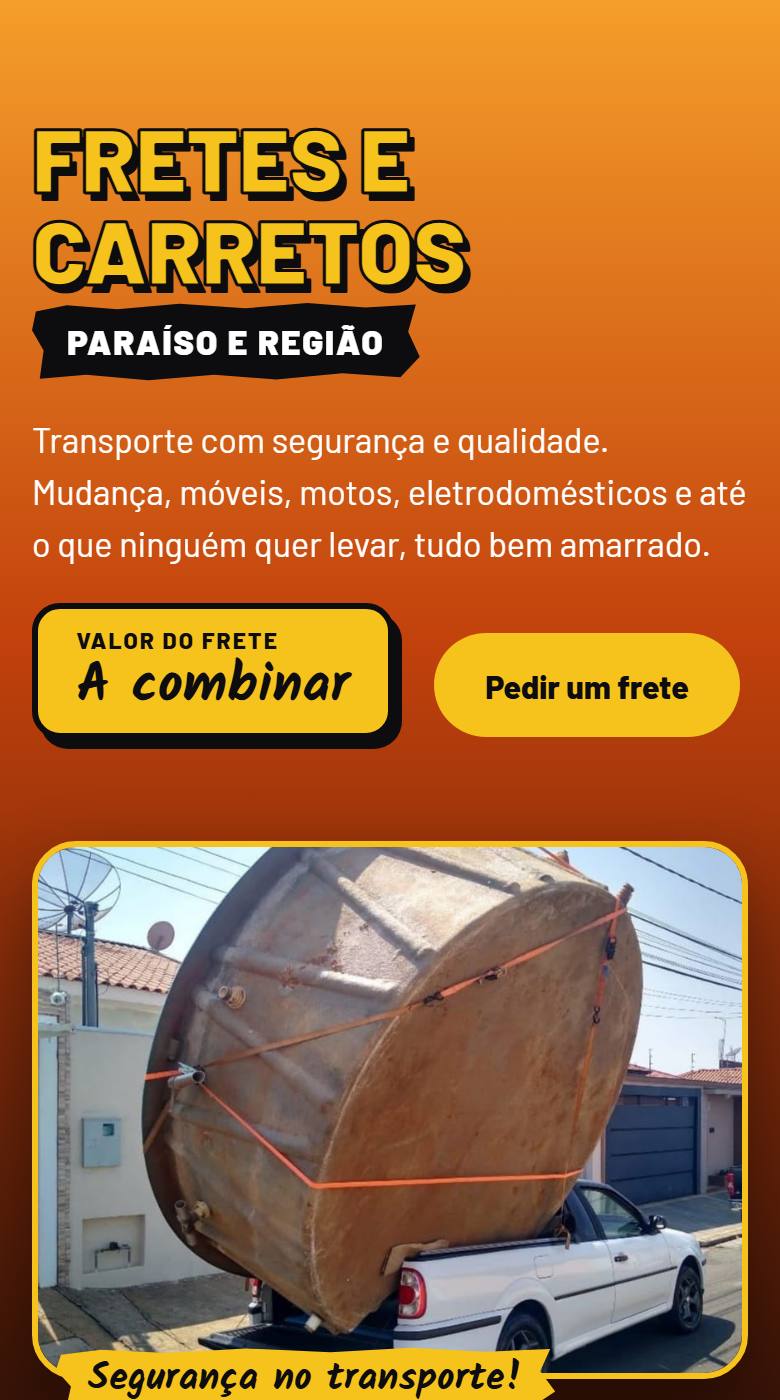 FRETES E
CARRETOS
PARAÍSO E REGIÃO
Transporte com segurança e qualidade.
Mudança, móveis, motos, eletrodomésticos e até
o que ninguém quer levar, tudo bem amarrado.
VALOR DO FRETE
A combinar
Pedir um frete
Segurança no transporte!